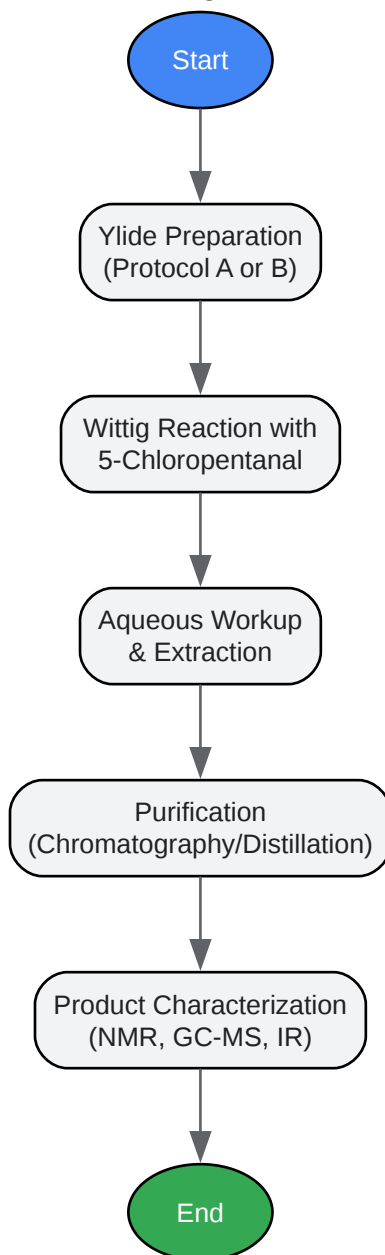 Start
Ylide Preparation
(Protocol A or B)
Wittig Reaction with
5-Chloropentanal
Aqueous Workup
& Extraction
Purification
(Chromatography/Distillation)
Product Characterization
(NMR, GC-MS, IR)
End